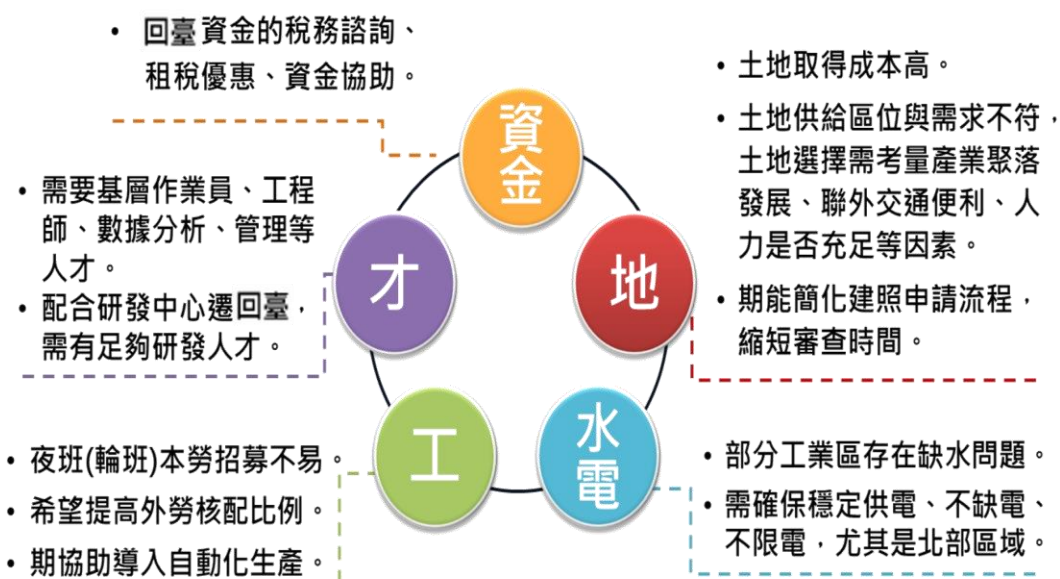 • 回臺資金的稅務諮詢、
租稅優惠、資金協助。
資金
• 土地取得成本高。
• 土地供給區位與需求不符，
土地選擇需考量產業聚落
發展、聯外交通便利、人
力是否充足等因素。
• 期能簡化建照申請流程，
縮短審查時間。
地
• 需要基層作業員、工程
師、數據分析、管理等
人才。
• 配合研發中心遷回臺，
需有足夠研發人才。
才
• 夜班(輪班)本勞招募不易。
• 希望提高外勞核配比例。
• 期協助導入自動化生產。
工
水電
• 部分工業區存在缺水問題。
• 需確保穩定供電、不缺電、
不限電，尤其是北部區域。